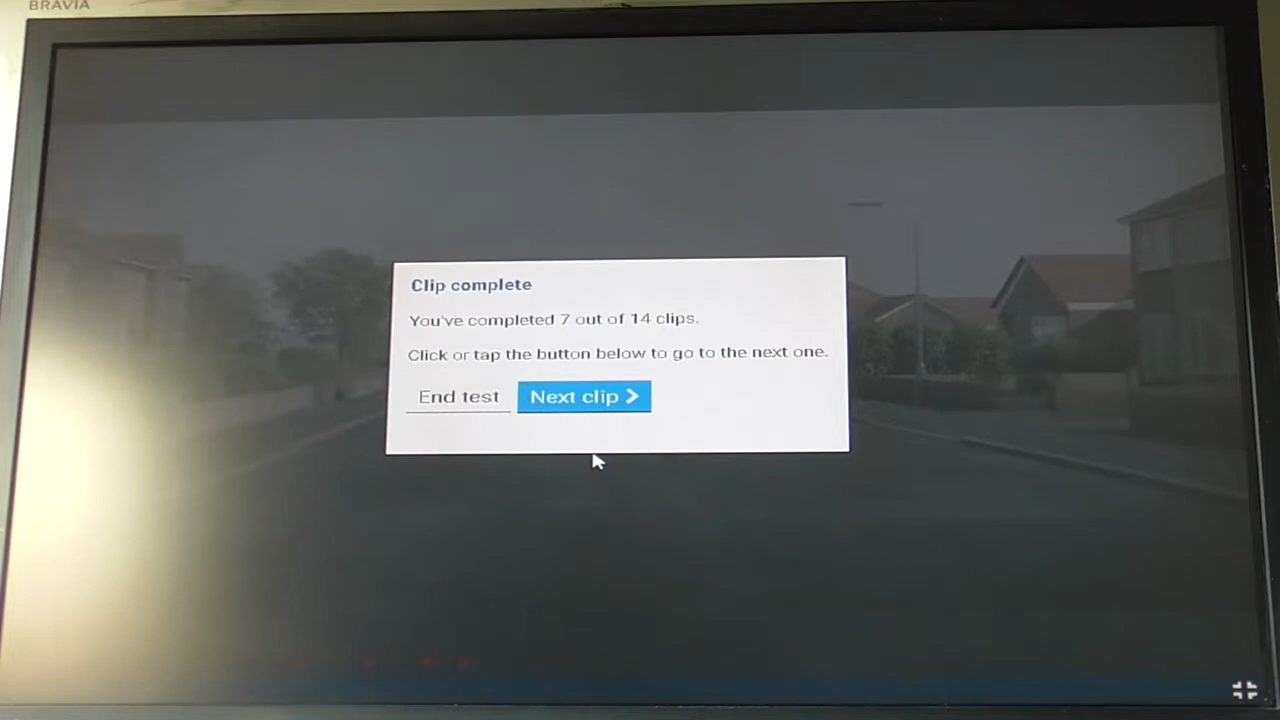 BRAVIA
Clip complete
You've completed 7 out of 14 clips.
Click or tap the button below to go to the next one.
End test Next clip